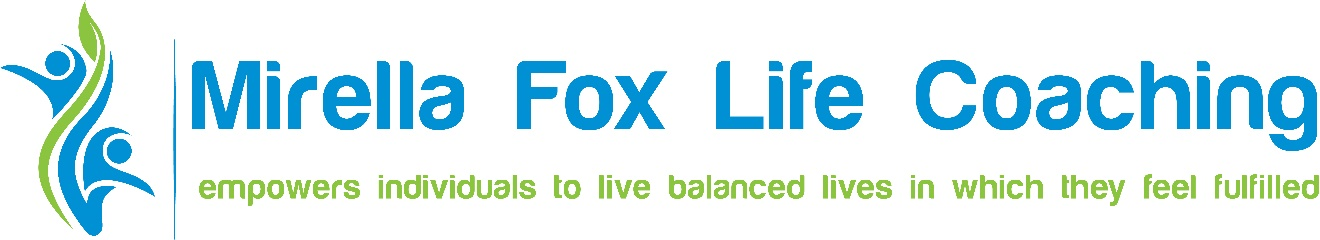 Mirella Fox Life Coaching
empowers individuals to live balanced lives in which they feel fulfilled